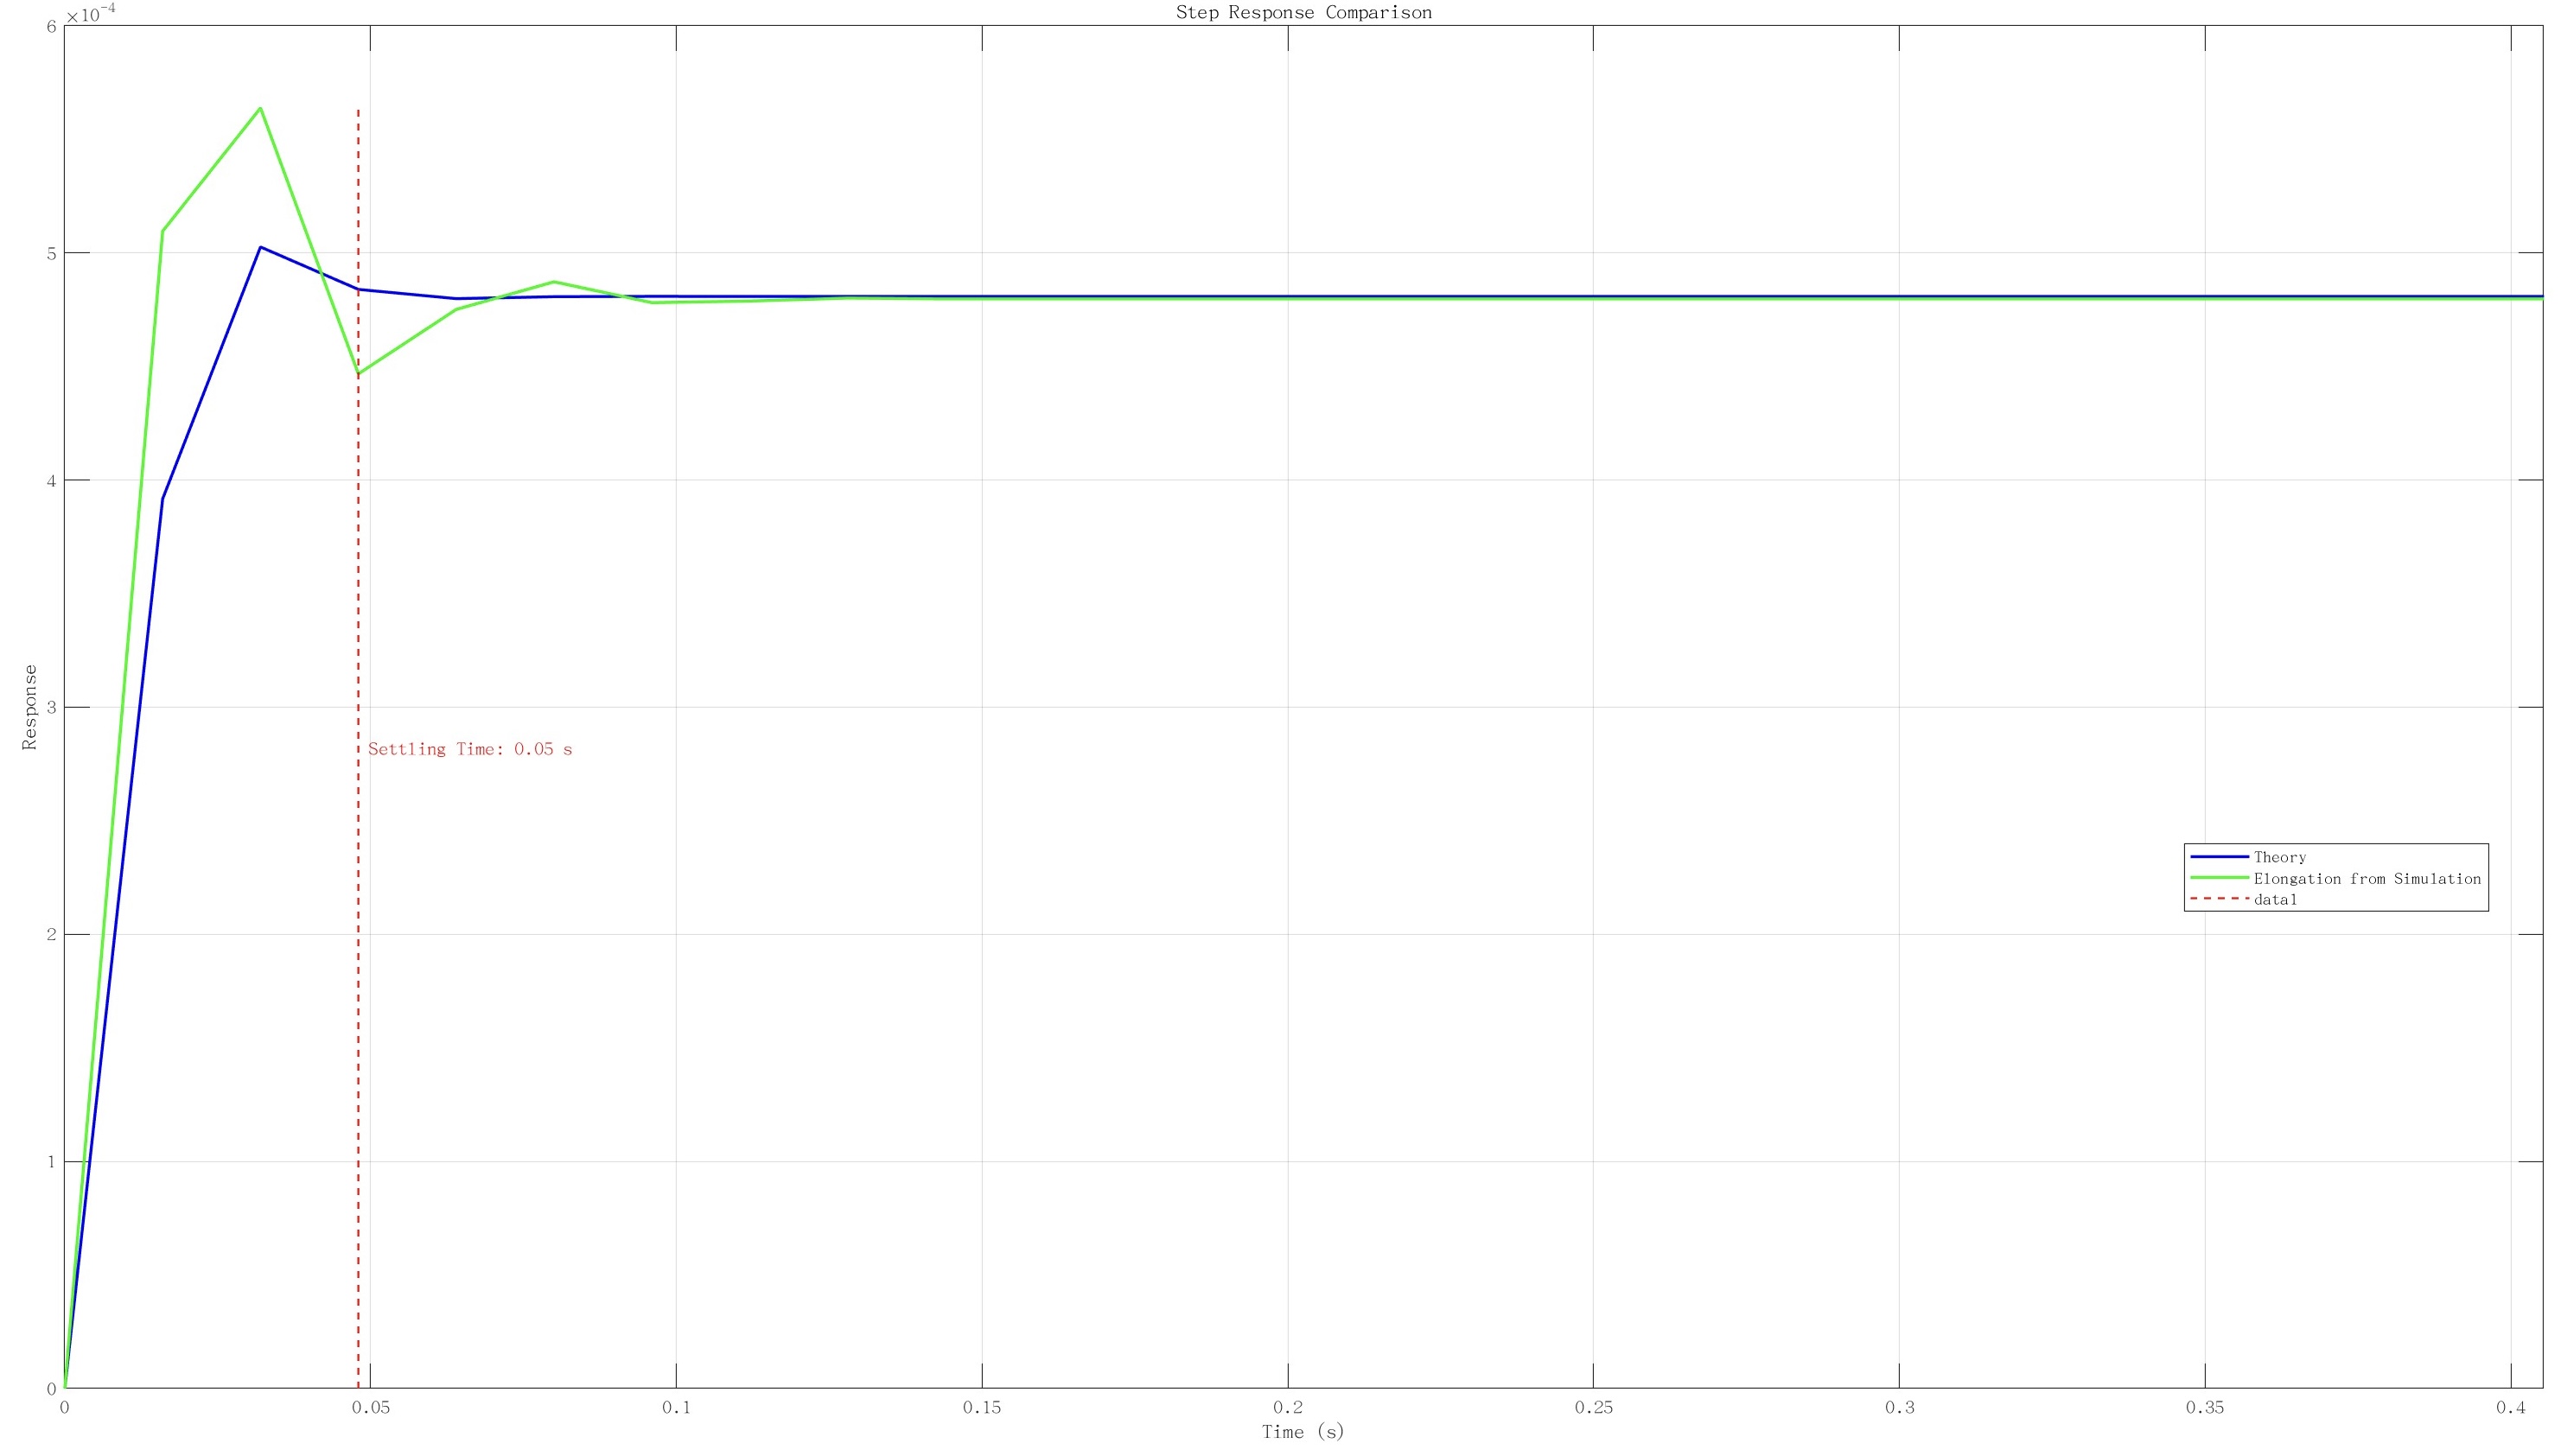 Step Response Comparison
×10⁻⁴
6
5
4
3
2
1
0
Response
Settling Time: 0.05 s
Theory
Elongation from Simulation
data1
0 0.05 0.1 0.15 0.2 0.25 0.3 0.35 0.4
Time (s)